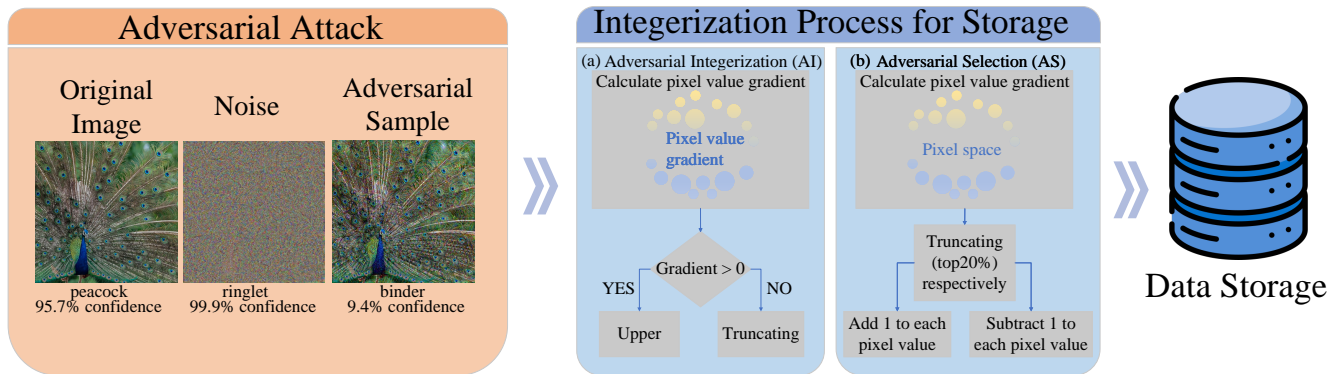 Adversarial Attack
Original
Image
Noise
Adversarial
Sample
peacock
95.7% confidence
ringlet
99.9% confidence
binder
9.4% confidence
Integerization Process for Storage
(a) Adversarial Integerization (AI)
Calculate pixel value gradient
Pixel value
gradient
Gradient > 0
YES
NO
Upper
Truncating
(b) Adversarial Selection (AS)
Calculate pixel value gradient
Pixel space
Truncating
(top20%)
respectively
Add 1 to each
pixel value
Subtract 1 to
each pixel value
Data Storage